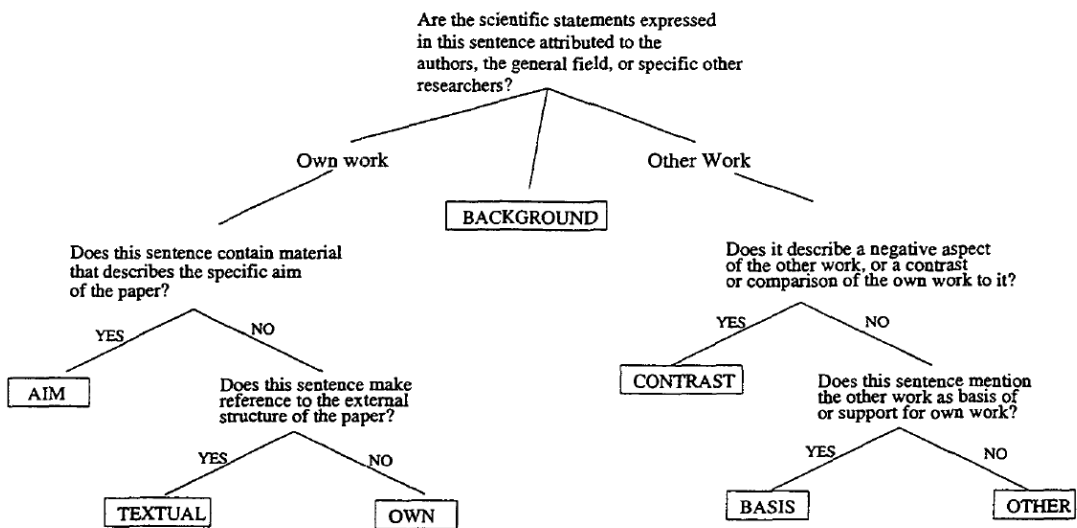 Are the scientific statements expressed
in this sentence attributed to the
authors, the general field, or specific other
researchers?
Own work
Other Work
BACKGROUND
Does this sentence contain material
that describes the specific aim
of the paper?
Does it describe a negative aspect
of the other work, or a contrast
or comparison of the own work to it?
YES
NO
YES
NO
AIM
Does this sentence make
reference to the external
structure of the paper?
CONTRAST
Does this sentence mention
the other work as basis of
or support for own work?
YES
NO
YES
NO
TEXTUAL
OWN
BASIS
OTHER